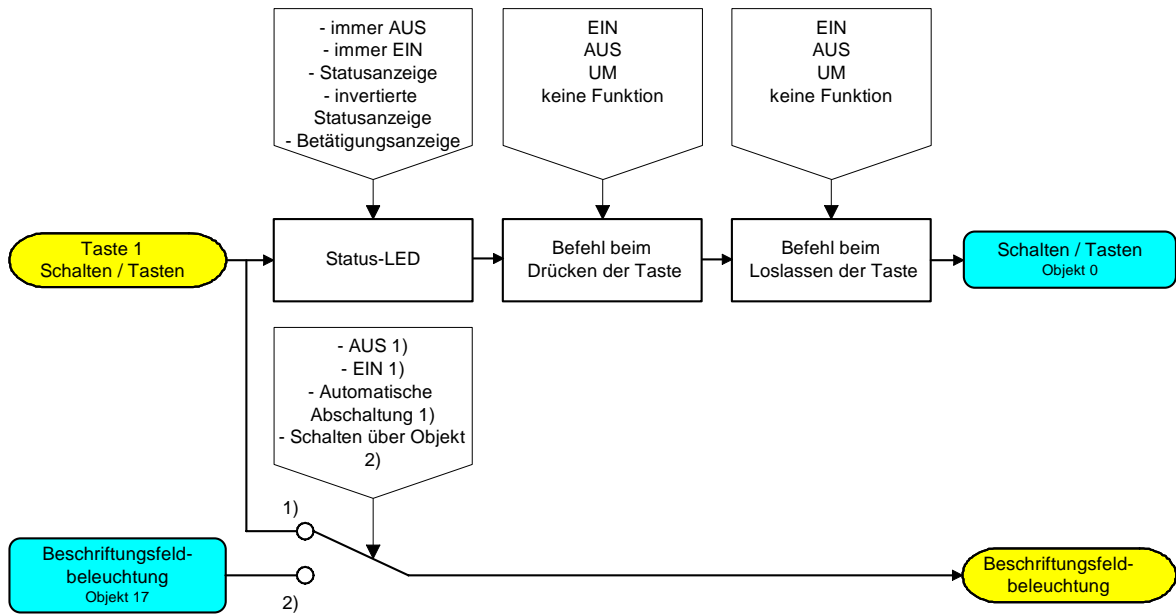 - immer AUS
- immer EIN
- Statusanzeige
- invertierte
Statusanzeige
- Betätigungsanzeige
EIN
AUS
UM
keine Funktion
EIN
AUS
UM
keine Funktion
Taste 1
Schalten / Tasten
Status-LED
Befehl beim
Drücken der Taste
Befehl beim
Loslassen der Taste
Schalten / Tasten
Objekt 0
- AUS 1)
- EIN 1)
- Automatische
Abschaltung 1)
- Schalten über Objekt
2)
1)
Beschriftungsfeld-
beleuchtung
Objekt 17
2)
Beschriftungsfeld-
beleuchtung